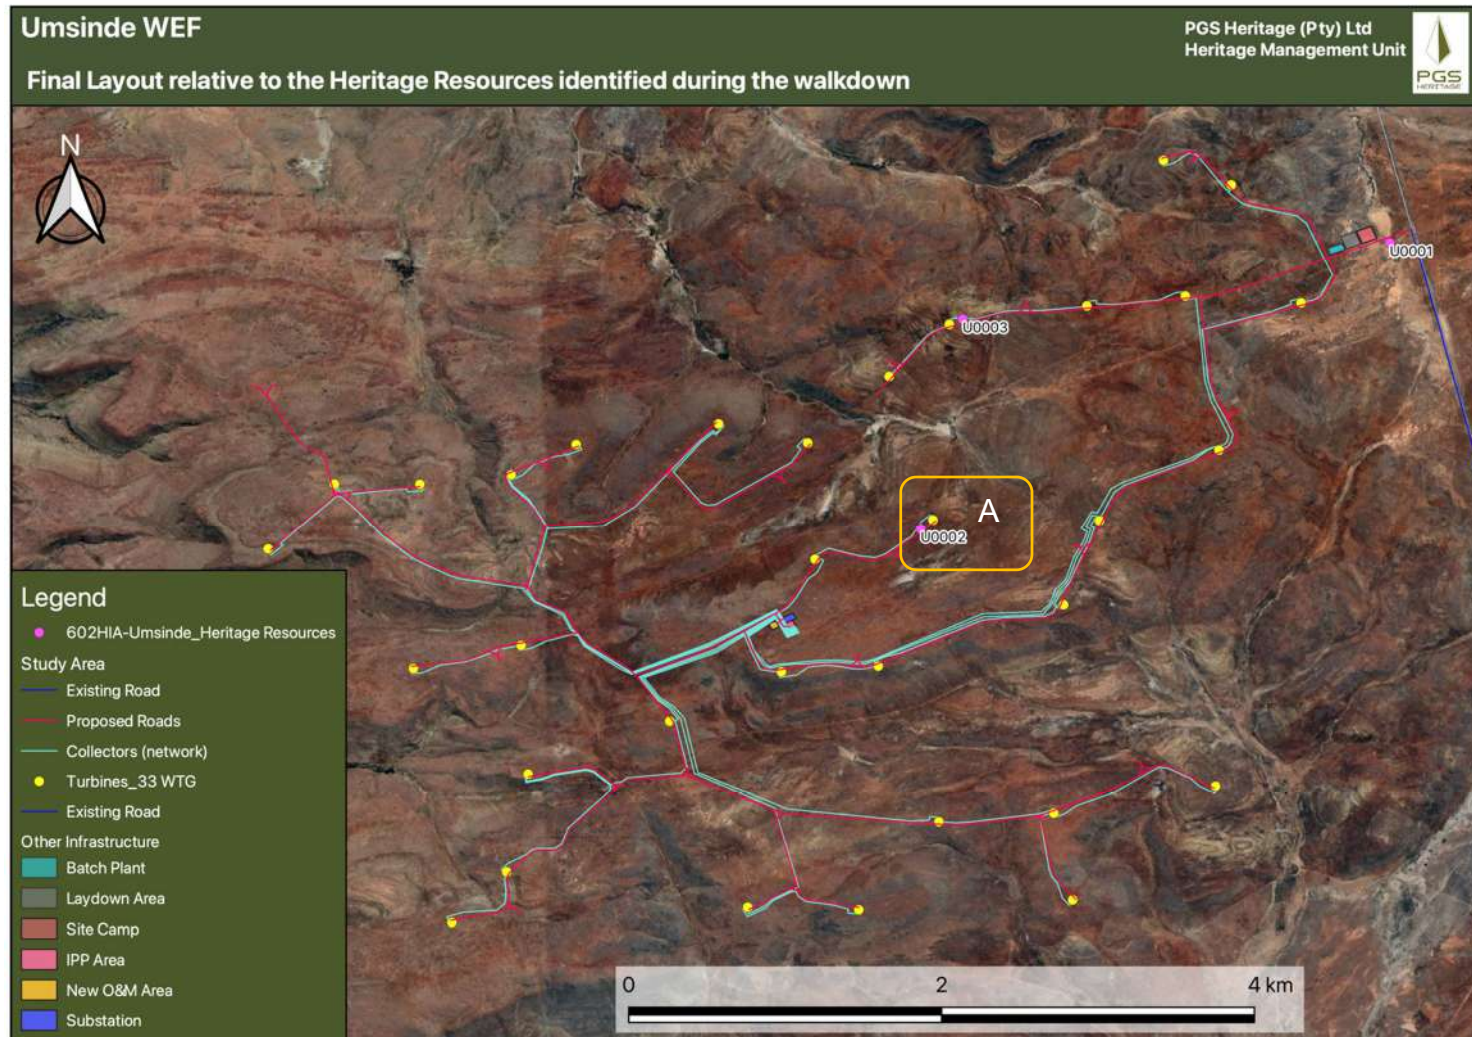 Umsinde WEF
Final Layout relative to the Heritage Resources identified during the walkdown
PGS Heritage (Pty) Ltd
Heritage Management Unit
PGS
HERITAGE
N
U0001
U0003
A
U0002
Legend
602HIA-Umsinde_Heritage Resources
Study Area
Existing Road
Proposed Roads
Collectors (network)
Turbines_33 WTG
Existing Road
Other Infrastructure
Batch Plant
Laydown Area
Site Camp
IPP Area
New O&M Area
Substation
0 2 4 km